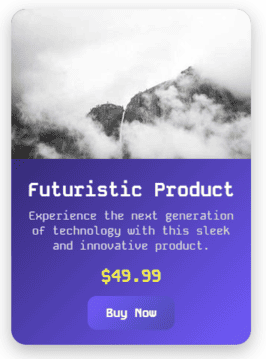 Futuristic Product
Experience the next generation
of technology with this sleek
and innovative product.
$49.99
Buy Now